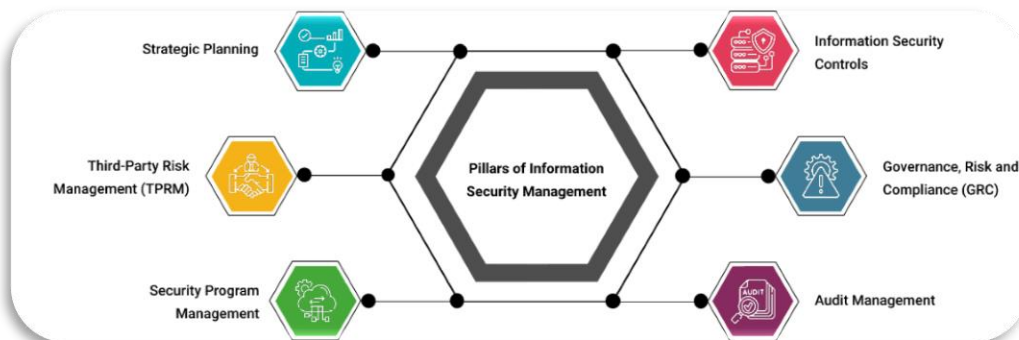 Strategic Planning
Information Security
Controls
Third-Party Risk
Management (TPRM)
Pillars of Information
Security Management
Governance, Risk and
Compliance (GRC)
Security Program
Management
AUDIT
Audit Management